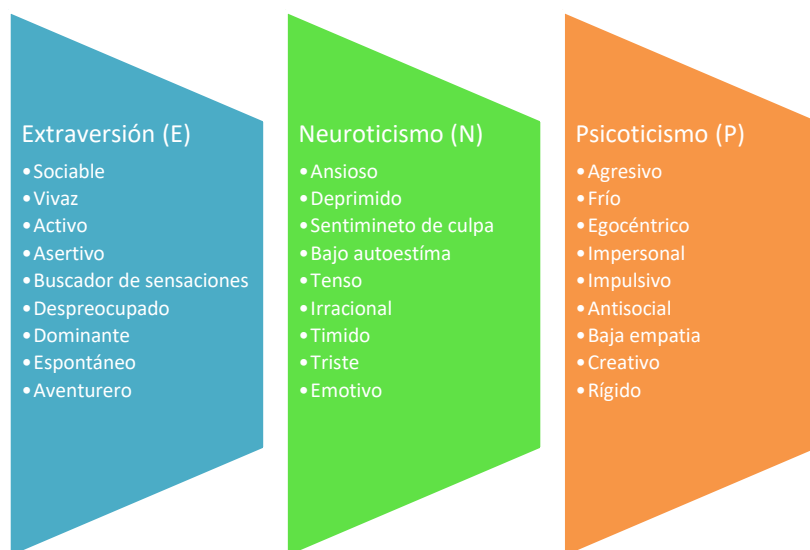 Extraversión (E)
•Sociable
•Vivaz
•Activo
•Asertivo
•Buscador de sensaciones
•Despreocupado
•Dominante
•Espontáneo
•Aventurero
Neuroticismo (N)
•Ansioso
•Deprimido
•Sentimineto de culpa
•Bajo autoestíma
•Tenso
•Irracional
•Timido
•Triste
•Emotivo
Psicoticismo (P)
•Agresivo
•Frío
•Egocéntrico
•Impersonal
•Impulsivo
•Antisocial
•Baja empatia
•Creativo
•Rígido